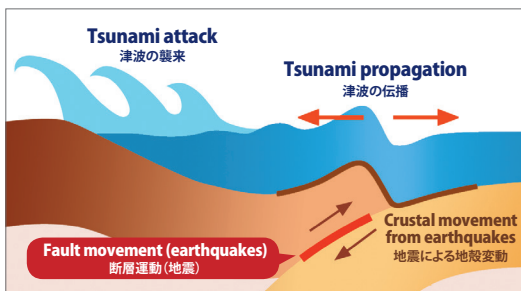 Tsunami attack
津波の襲来
Tsunami propagation
津波の伝播
Fault movement (earthquakes)
断層運動(地震)
Crustal movement
from earthquakes
地震による地殻変動